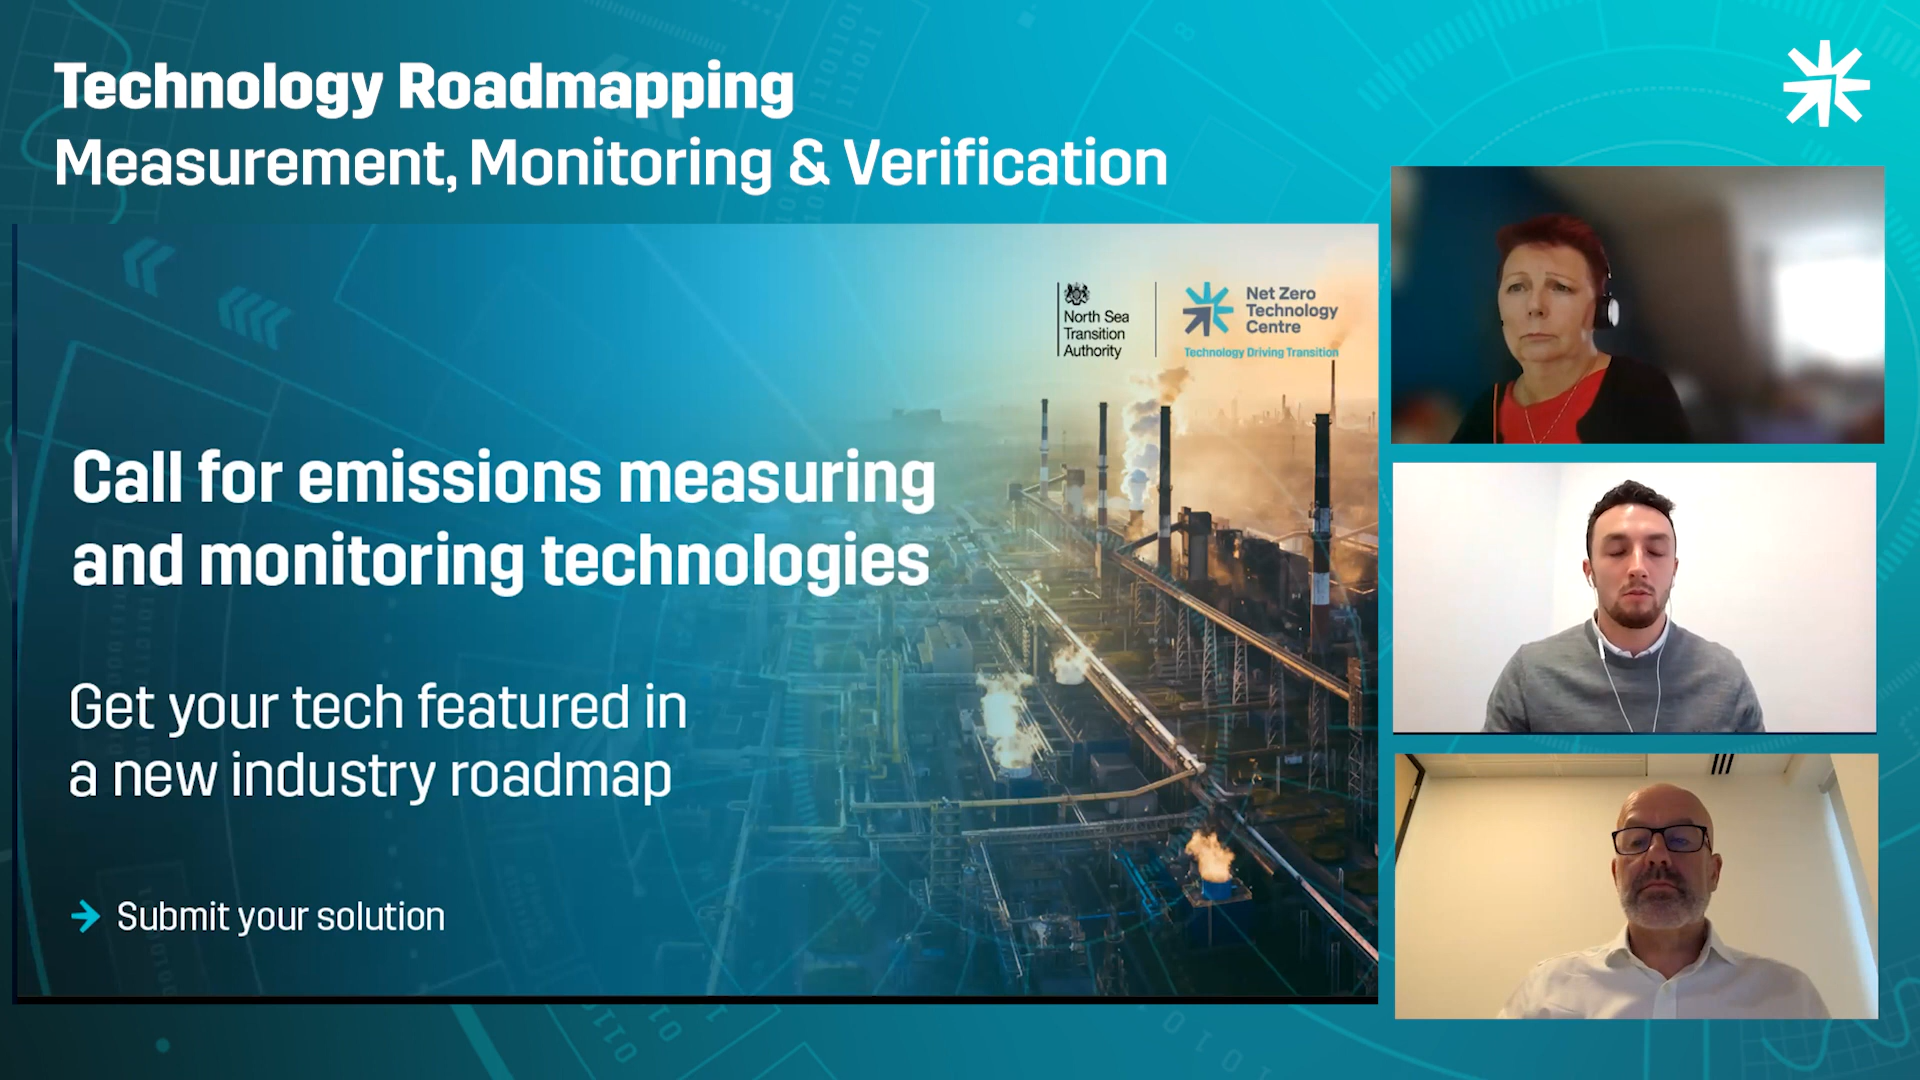 Technology Roadmapping
Measurement, Monitoring & Verification
North Sea
Transition
Authority
Net Zero
Technology
Centre
Technology Driving Transition
Call for emissions measuring
and monitoring technologies
Get your tech featured in
a new industry roadmap
→ Submit your solution